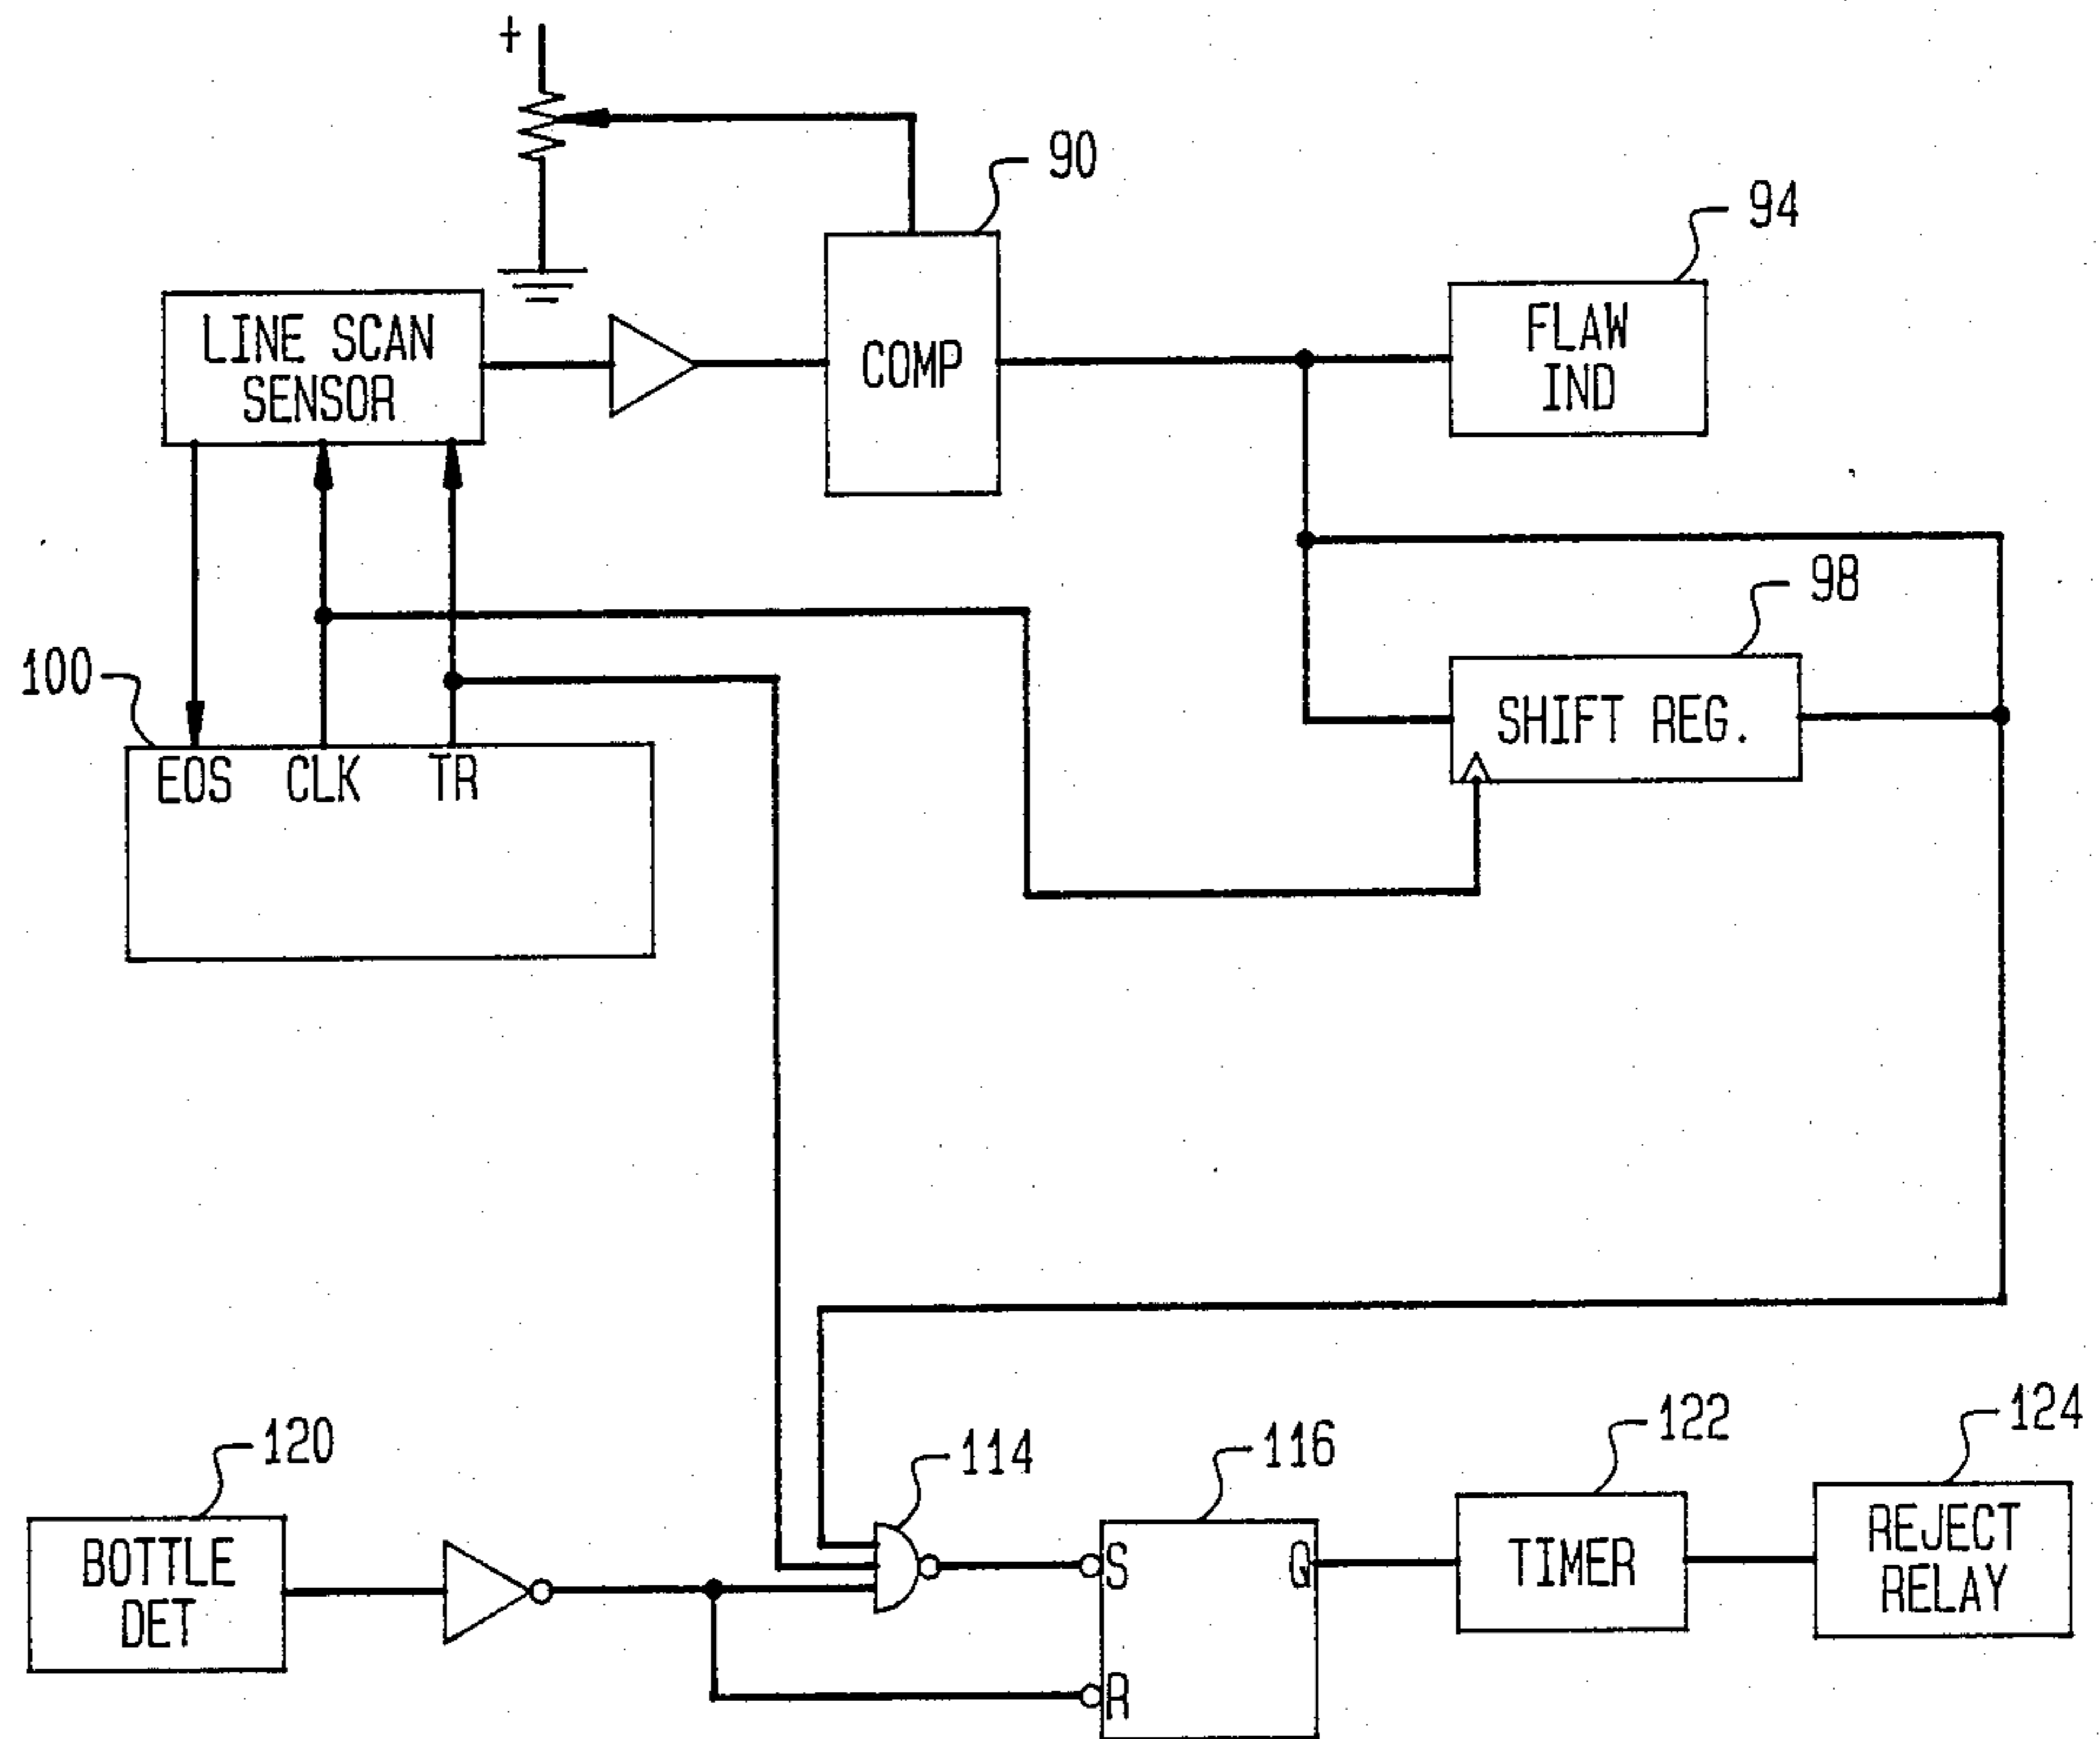 +
90
94
LINE SCAN
SENSOR
COMP
FLAW
IND
98
100
SHIFT REG.
EOS CLK TR
120
114
116
122
124
BOTTLE
DET
S
Q
TIMER
REJECT
RELAY
R